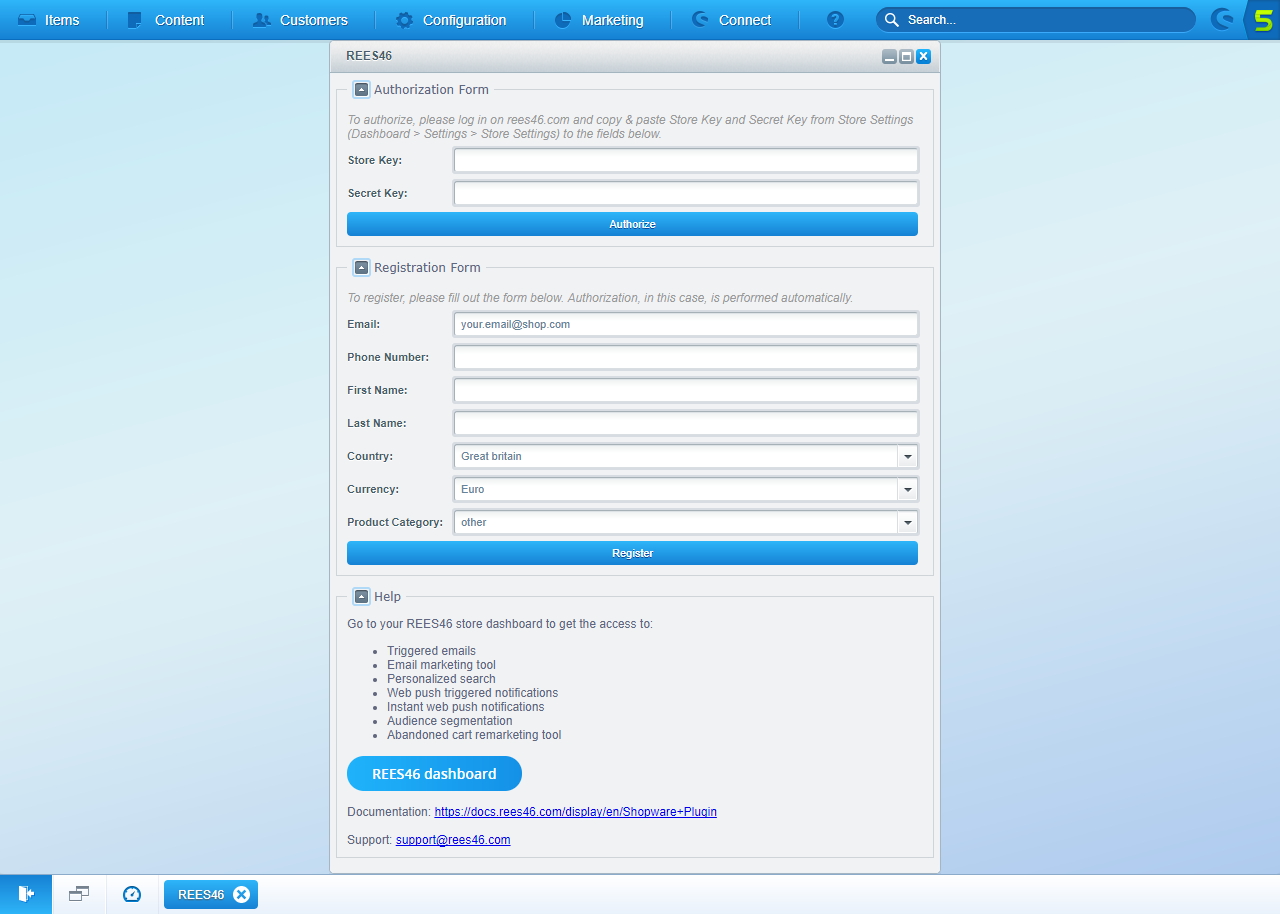 Items Content Customers Configuration Marketing Connect ? Search... 5
REES46
Authorization Form
To authorize, please log in on rees46.com and copy & paste Store Key and Secret Key from Store Settings
(Dashboard > Settings > Store Settings) to the fields below.
Store Key:
Secret Key:
Authorize
Registration Form
To register, please fill out the form below. Authorization, in this case, is performed automatically.
Email: your.email@shop.com
Phone Number:
First Name:
Last Name:
Country: Great britain
Currency: Euro
Product Category: other
Register
Help
Go to your REES46 store dashboard to get the access to:
• Triggered emails
• Email marketing tool
• Personalized search
• Web push triggered notifications
• Instant web push notifications
• Audience segmentation
• Abandoned cart remarketing tool
REES46 dashboard
Documentation: https://docs.rees46.com/display/en/Shopware+Plugin
Support: support@rees46.com
REES46